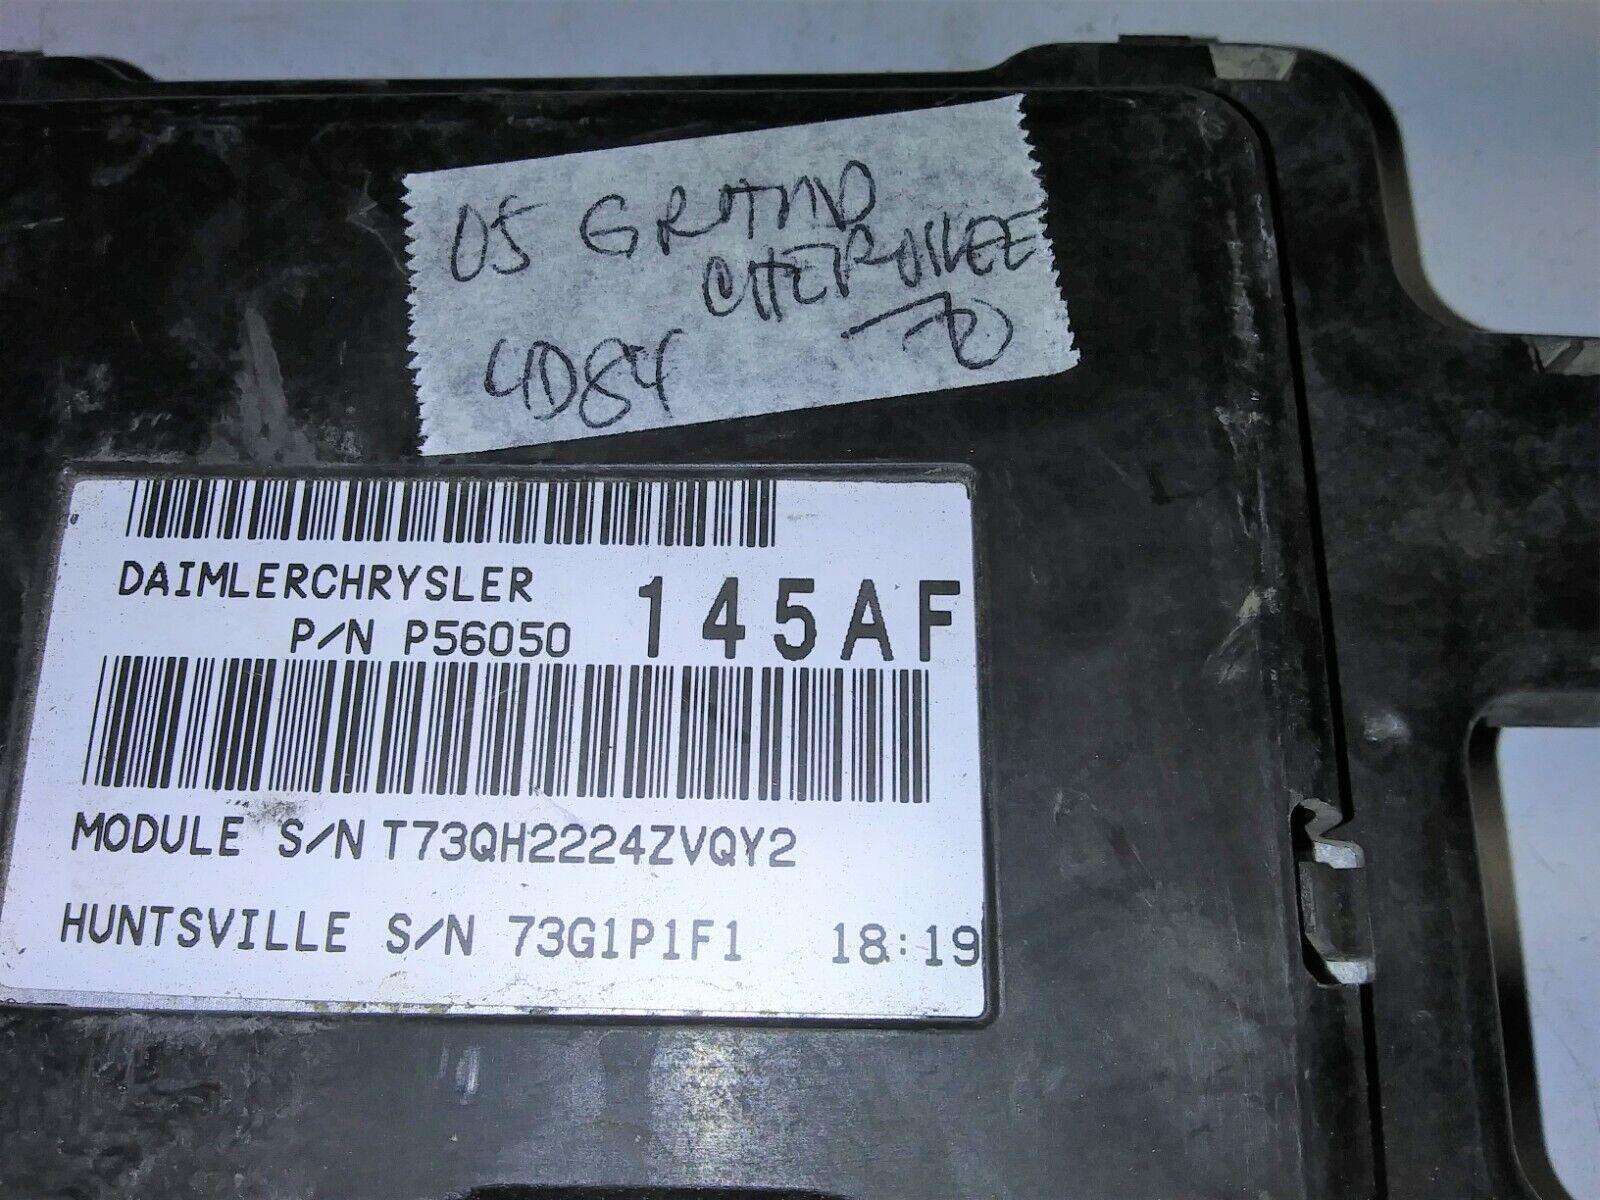 05 GRAND
CHEROKEE
4D84
DAIMLERCHRYSLER
P/N P56050 145AF
MODULE S/N T73QH2224ZVQY2
HUNTSVILLE S/N 73G1P1F1 18:19